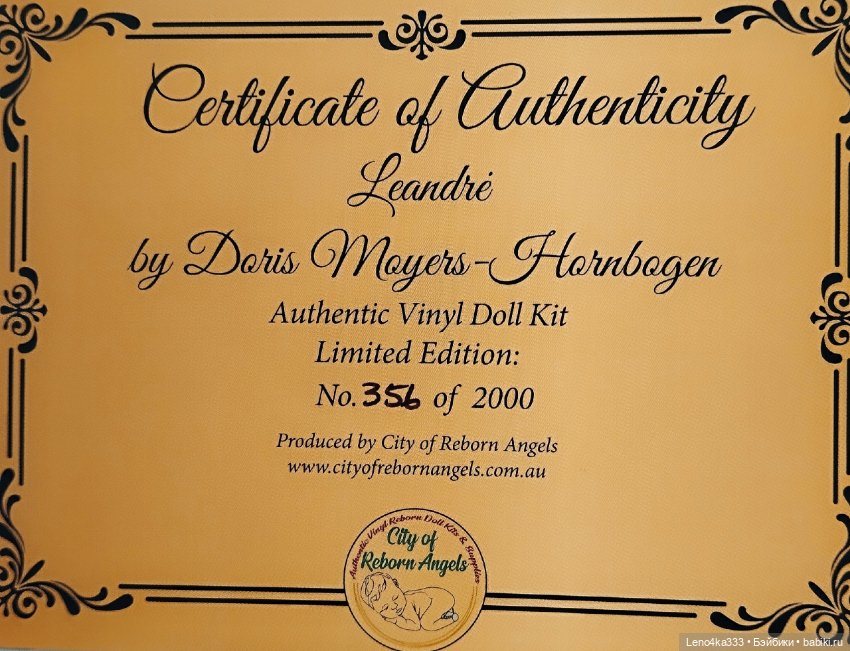 Certificate of Authenticity
Leandré
by Doris Moyers-Hornbogen
Authentic Vinyl Doll Kit
Limited Edition:
No. 356 of 2000
Produced by City of Reborn Angels
www.cityofrebornangels.com.au
Authentic Vinyl Reborn Doll Kits & Supplies
City of
Reborn Angels
Leno4ka333 • Бэйбики • babiki.ru